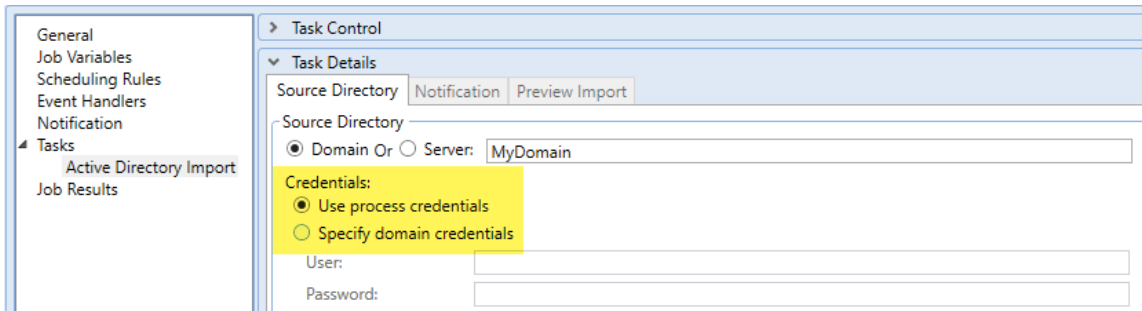 General
Job Variables
Scheduling Rules
Event Handlers
Notification
Tasks
Active Directory Import
Job Results
Task Control
Task Details
Source Directory Notification Preview Import
Source Directory
Domain Or Server: MyDomain
Credentials:
Use process credentials
Specify domain credentials
User:
Password: